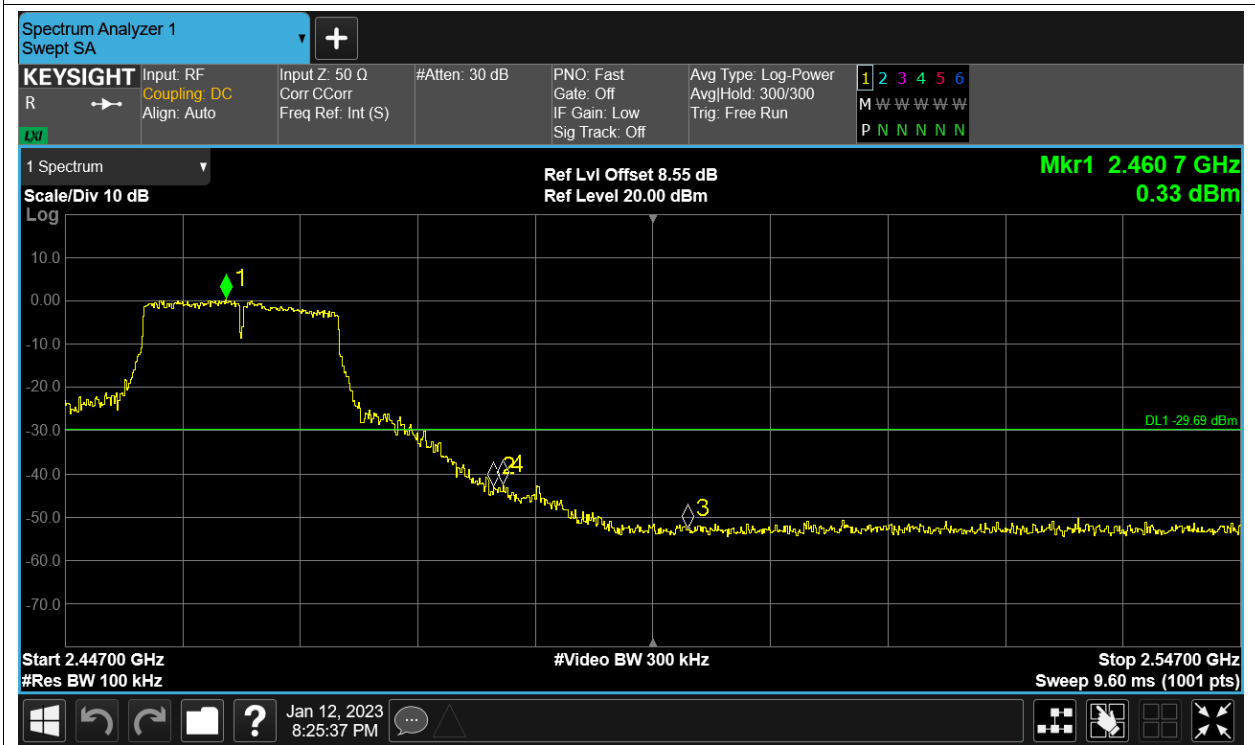 Spectrum Analyzer 1
Swept SA
KEYSIGHT
R
LXI
Input: RF
Coupling: DC
Align: Auto
Input Z: 50 Ω
Corr CCorr
Freq Ref: Int (S)
#Atten: 30 dB
PNO: Fast
Gate: Off
IF Gain: Low
Sig Track: Off
Avg Type: Log-Power
Avg|Hold: 300/300
Trig: Free Run
1 2 3 4 5 6
M W W W W W
P N N N N N
1 Spectrum
Scale/Div 10 dB
Ref Lvl Offset 8.55 dB
Ref Level 20.00 dBm
Mkr1 2.460 7 GHz
0.33 dBm
Log
10.0
0.00
-10.0
-20.0
-30.0
-40.0
-50.0
-60.0
-70.0
1
2
4
3
DL1 -29.69 dBm
Start 2.44700 GHz
#Video BW 300 kHz
Stop 2.54700 GHz
#Res BW 100 kHz
Sweep 9.60 ms (1001 pts)
?
Jan 12, 2023
8:25:37 PM